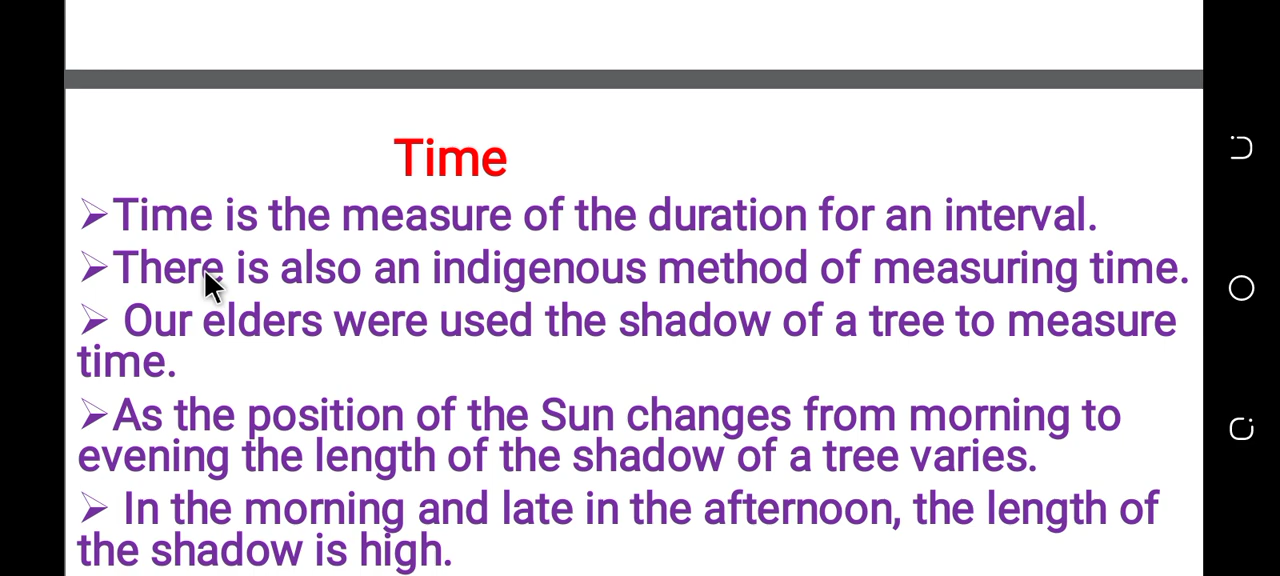 Time
➢Time is the measure of the duration for an interval.
➢There is also an indigenous method of measuring time.
➢ Our elders were used the shadow of a tree to measure
time.
➢As the position of the Sun changes from morning to
evening the length of the shadow of a tree varies.
➢ In the morning and late in the afternoon, the length of
the shadow is high.